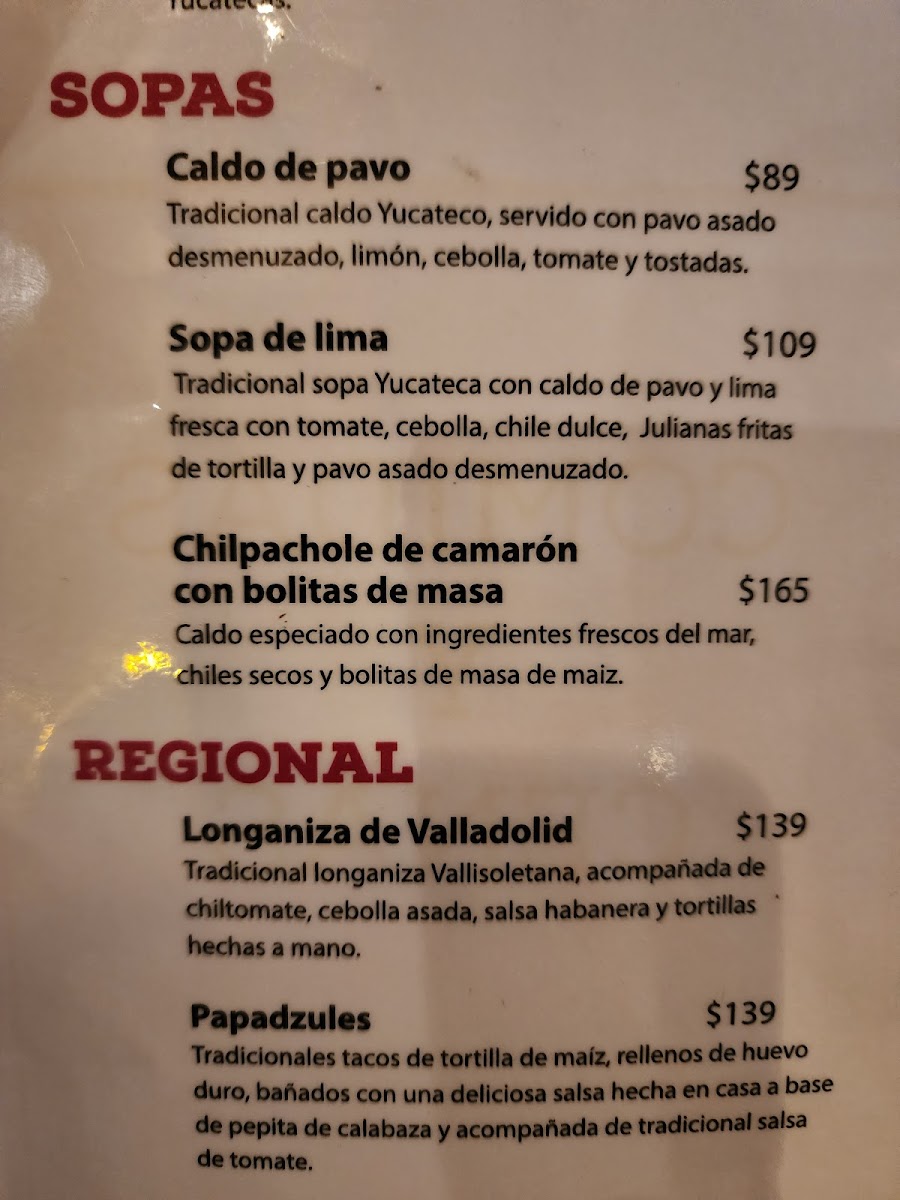 Yucatecas.
SOPAS
Caldo de pavo $89
Tradicional caldo Yucateco, servido con pavo asado
desmenuzado, limón, cebolla, tomate y tostadas.
Sopa de lima $109
Tradicional sopa Yucateca con caldo de pavo y lima
fresca con tomate, cebolla, chile dulce, Julianas fritas
de tortilla y pavo asado desmenuzado.
Chilpachole de camarón
con bolitas de masa $165
Caldo especiado con ingredientes frescos del mar,
chiles secos y bolitas de masa de maiz.
REGIONAL
Longaniza de Valladolid $139
Tradicional longaniza Vallisoletana, acompañada de
chiltomate, cebolla asada, salsa habanera y tortillas
hechas a mano.
Papadzules $139
Tradicionales tacos de tortilla de maíz, rellenos de huevo
duro, bañados con una deliciosa salsa hecha en casa a base
de pepita de calabaza y acompañada de tradicional salsa
de tomate.